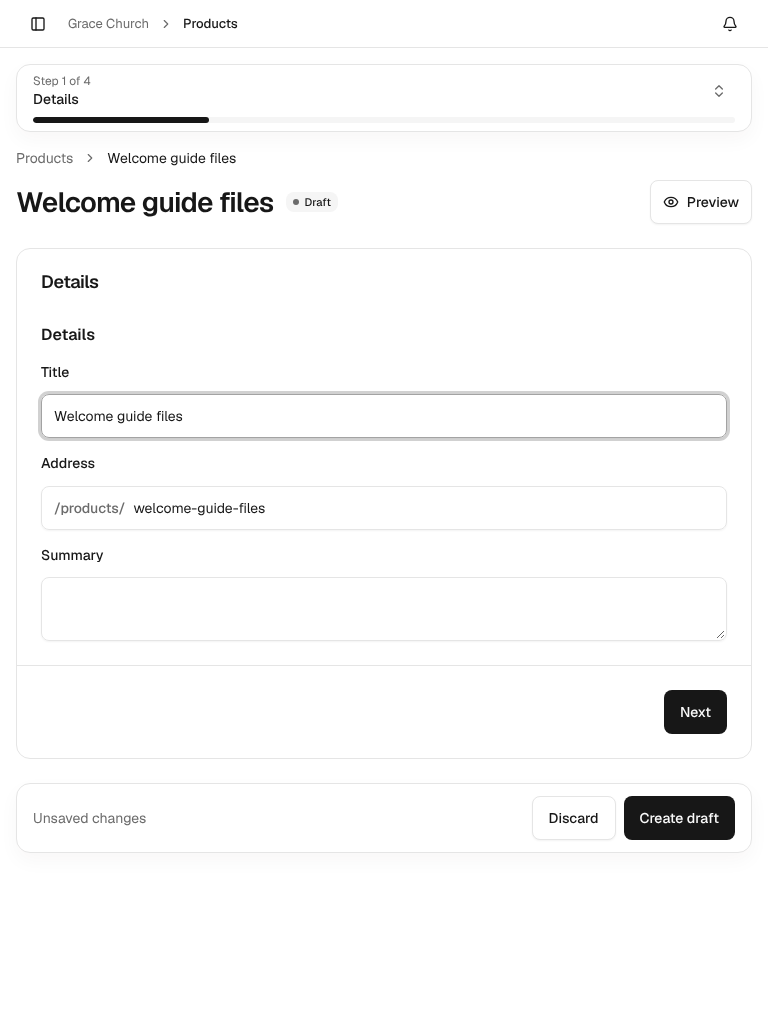 Grace Church > Products
Step 1 of 4
Details
Products > Welcome guide files
Welcome guide files
Draft
Preview
Details
Details
Title
Welcome guide files
Address
/products/ welcome-guide-files
Summary
Next
Unsaved changes
Discard
Create draft